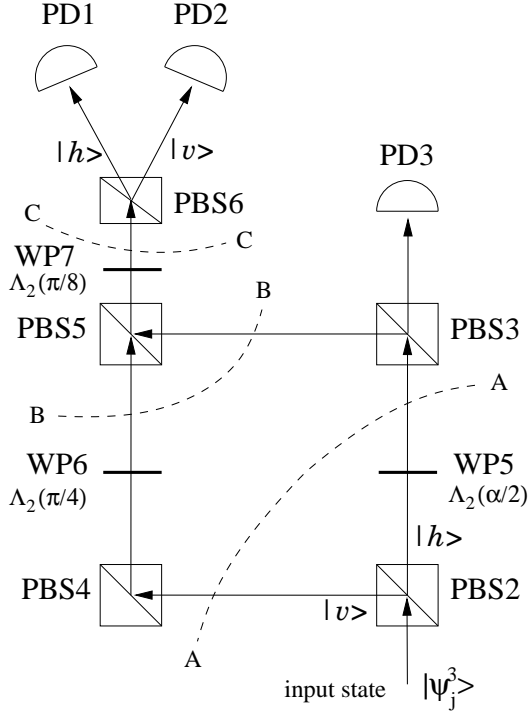 PD1 PD2
|h> |v>
PD3
PBS6
C C
WP7
Λ₂(π/8)
B
PBS5 PBS3
A
B
WP6 WP5
Λ₂(π/4) Λ₂(α/2)
|h>
PBS4 PBS2
|v>
A
input state |ψ³ⱼ>